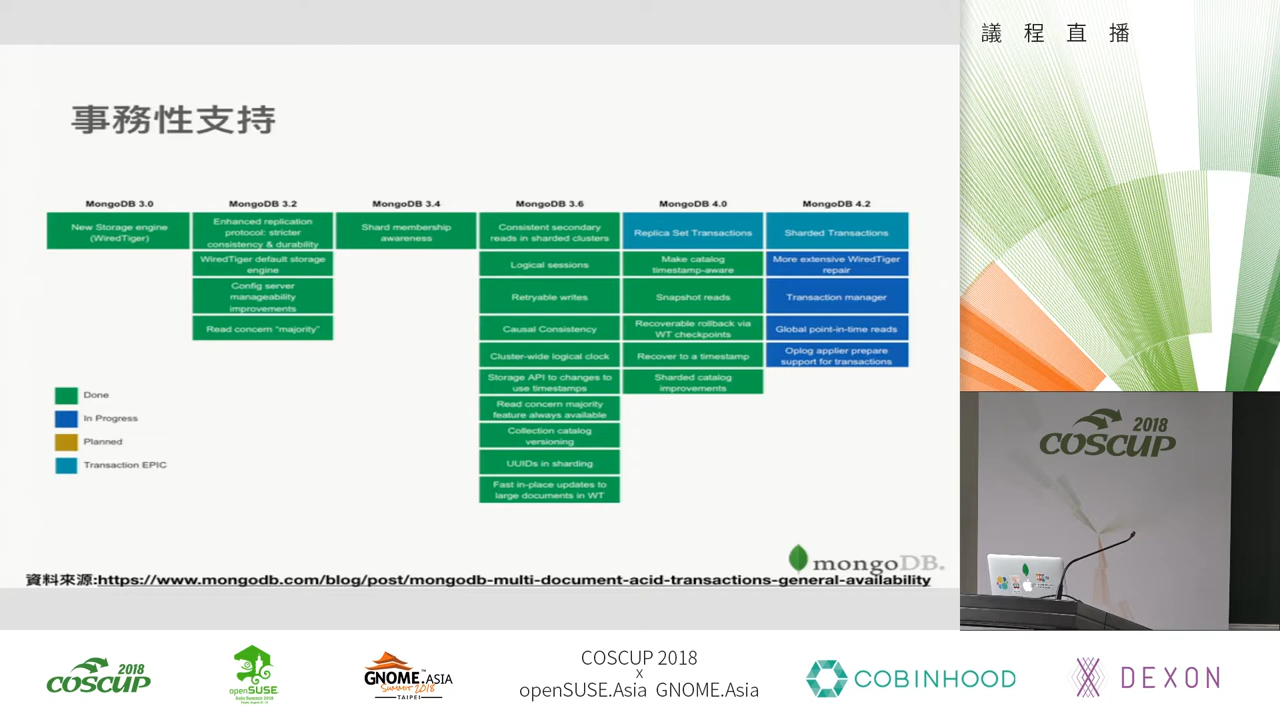 議程直播
事務性支持
MongoDB 3.0
New Storage engine
(WiredTiger)
MongoDB 3.2
Enhanced replication
protocol: stricter
consistency & durability
WiredTiger default storage
engine
Config server
manageability
improvements
Read concern "majority"
MongoDB 3.4
Shard membership
awareness
MongoDB 3.6
Consistent secondary
reads in sharded clusters
Logical sessions
Retryable writes
Causal Consistency
Cluster-wide logical clock
Storage API to changes to
use timestamps
Read concern majority
feature always available
Collection catalog
versioning
UUIDs in sharding
Fast in-place updates to
large documents in WT
MongoDB 4.0
Replica Set Transactions
Make catalog
timestamp-aware
Snapshot reads
Recoverable rollback via
WT checkpoints
Recover to a timestamp
Sharded catalog
improvements
MongoDB 4.2
Sharded Transactions
More extensive WiredTiger
repair
Transaction manager
Global point-in-time reads
Oplog applier prepare
support for transactions
Done
In Progress
Planned
Transaction EPIC
mongoDB.
資料來源:https://www.mongodb.com/blog/post/mongodb-multi-document-acid-transactions-general-availability
2018
COSCUP
2018
COSCUP
openSUSE
GNOME.ASIA
SUMMIT 2018
TAIPEI
COSCUP 2018
x
openSUSE.Asia GNOME.Asia
COBINHOOD
DEXON